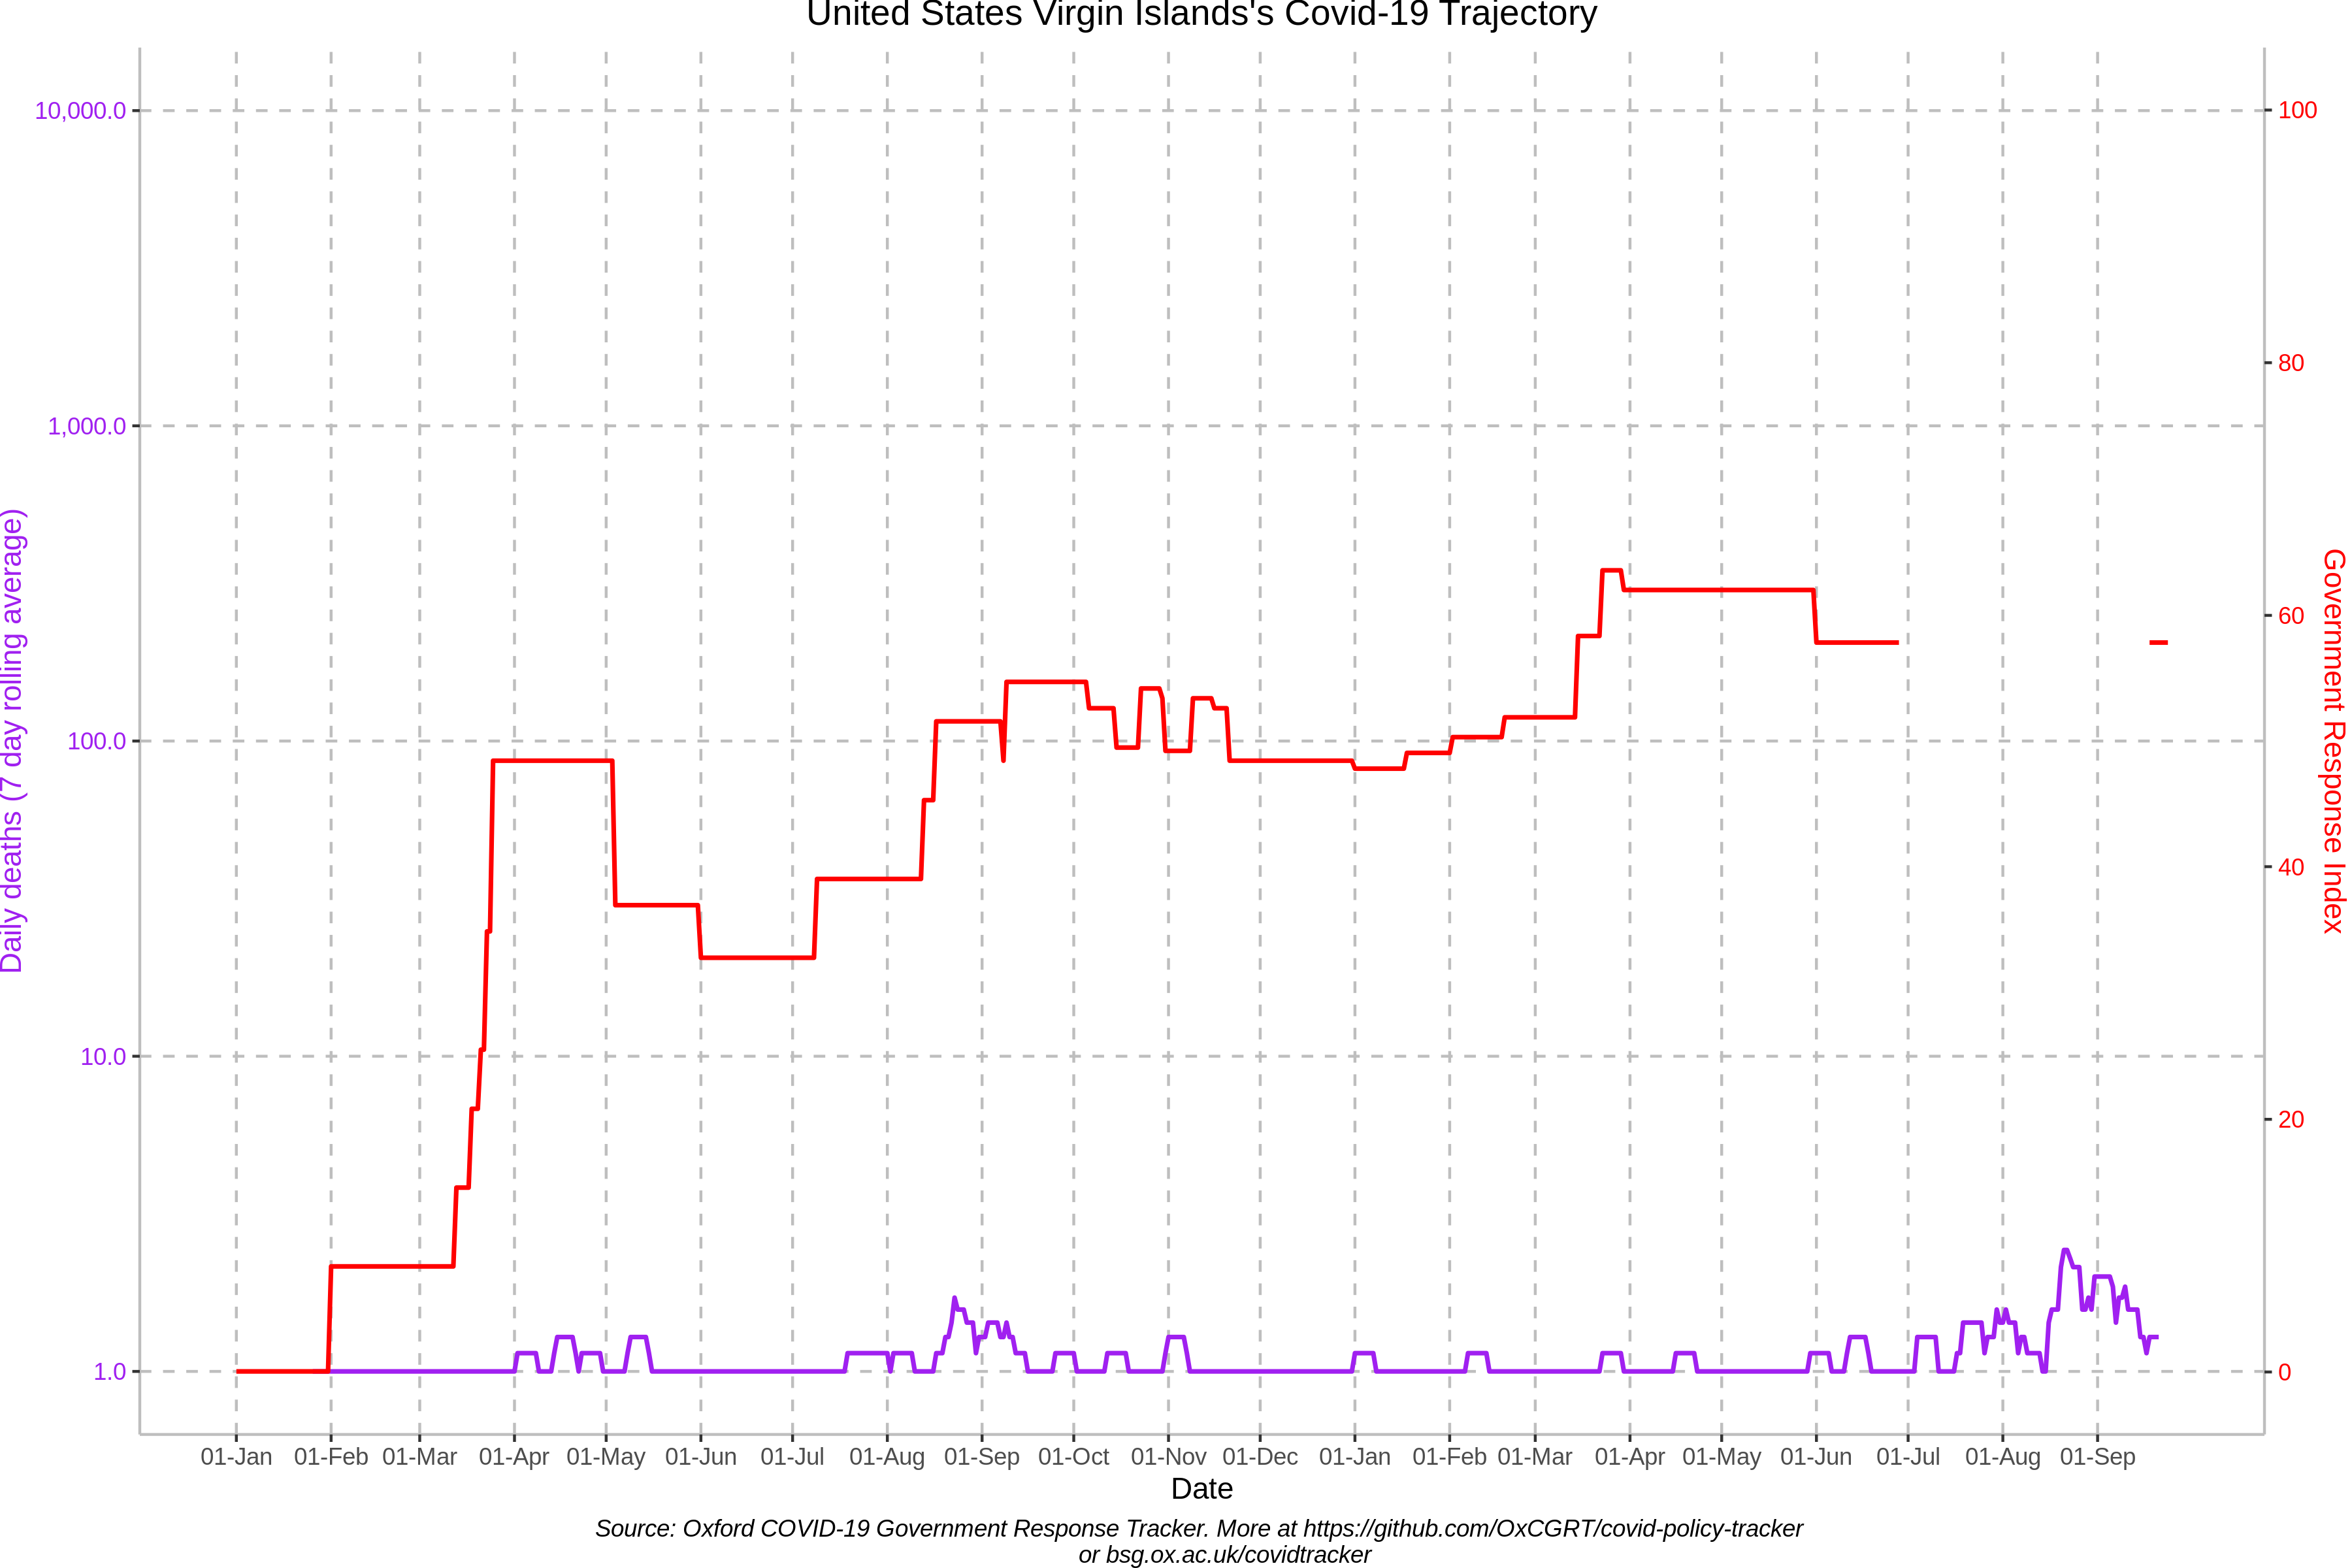 United States Virgin Islands's Covid-19 Trajectory
10,000.0
1,000.0
100.0
10.0
1.0
Daily deaths (7 day rolling average)
100
80
60
40
20
0
Government Response Index
01-Jan 01-Feb 01-Mar 01-Apr 01-May 01-Jun 01-Jul 01-Aug 01-Sep 01-Oct 01-Nov 01-Dec 01-Jan 01-Feb 01-Mar 01-Apr 01-May 01-Jun 01-Jul 01-Aug 01-Sep
Date
Source: Oxford COVID-19 Government Response Tracker. More at https://github.com/OxCGRT/covid-policy-tracker
or bsg.ox.ac.uk/covidtracker